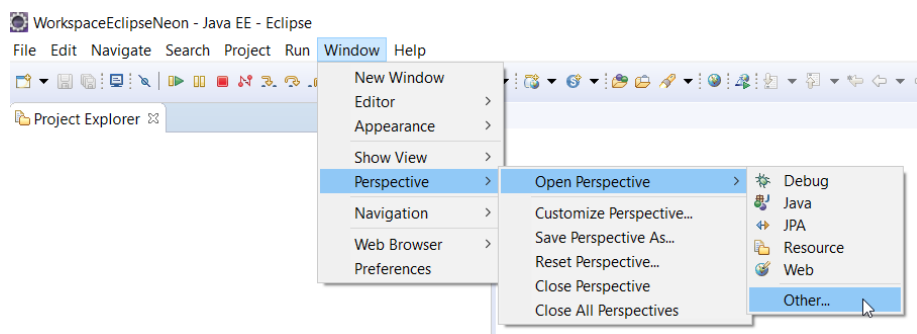 WorkspaceEclipseNeon - Java EE - Eclipse
File Edit Navigate Search Project Run Window Help
Project Explorer
New Window
Editor
Appearance
Show View
Perspective
Navigation
Web Browser
Preferences
Open Perspective
Customize Perspective...
Save Perspective As...
Reset Perspective...
Close Perspective
Close All Perspectives
Debug
Java
JPA
Resource
Web
Other...